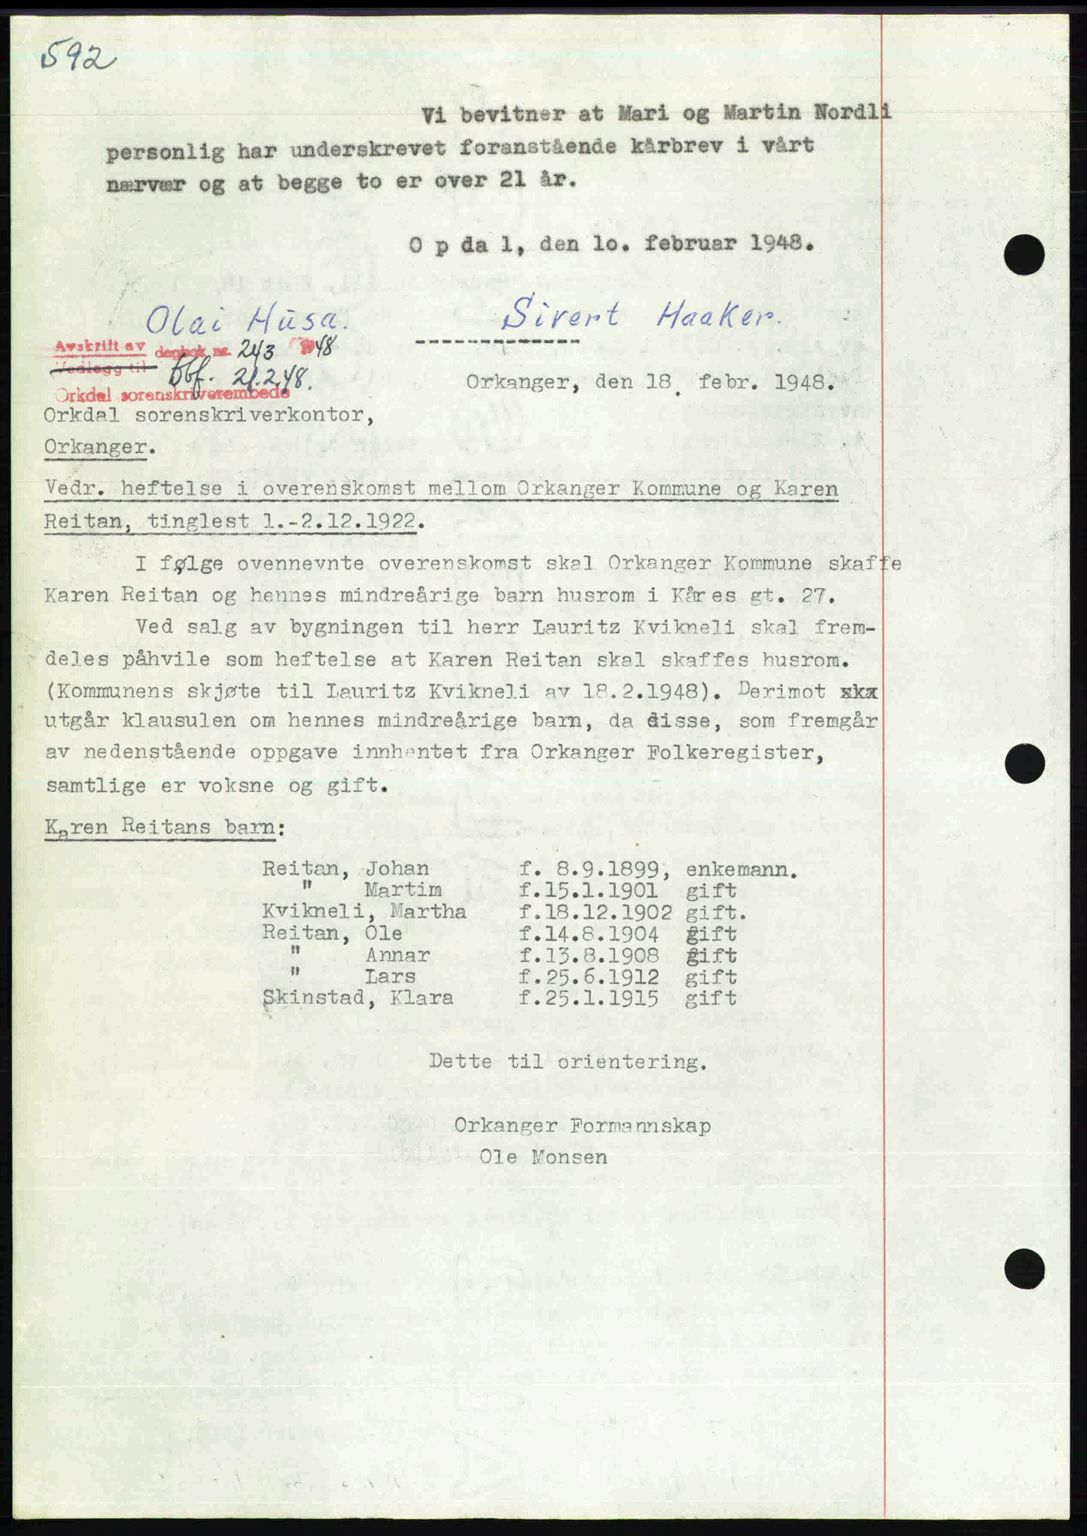 592
Vi bevitner at Mari og Martin Nordli
personlig har underskrevet foranstående kårbrev i vårt
nærvær og at begge to er over 21 år.
O p da l, den lo. februar 1948.
Olai Husa.
Sivert Haaker.
Avskrift av dagbok nr. 243 1948
Vedlegg til
Bbf. 21.2.48.
Orkdal sorenskriverembede
Orkanger, den 18. febr. 1948.
Orkdal sorenskriverkontor,
Orkanger.
Vedr. heftelse i overenskomst mellom Orkanger Kommune og Karen
Reitan, tinglest 1.-2.12.1922.
I følge ovennevnte overenskomst skal Orkanger Kommune skaffe
Karen Reitan og hennes mindreårige barn husrom i Kåres gt. 27.
Ved salg av bygningen til herr Lauritz Kvikneli skal frem-
deles påhvile som heftelse at Karen Reitan skal skaffes husrom.
(Kommunens skjøte til Lauritz Kvikneli av 18.2.1948). Derimot
utgår klausulen om hennes mindreårige barn, da disse, som fremgår
av nedenstående oppgave innhentet fra Orkanger Folkeregister,
samtlige er voksne og gift.
Karen Reitans barn:
Reitan, Johan f. 8.9.1899, enkemann.
" Martim f.15.1.1901 gift
Kvikneli, Martha f.18.12.1902 gift.
Reitan, Ole f.14.8.1904 gift
" Annar f.13.8.1908 gift
" Lars f.25.6.1912 gift
Skinstad, Klara f.25.1.1915 gift
Dette til orientering.
Orkanger Formannskap
Ole Monsen